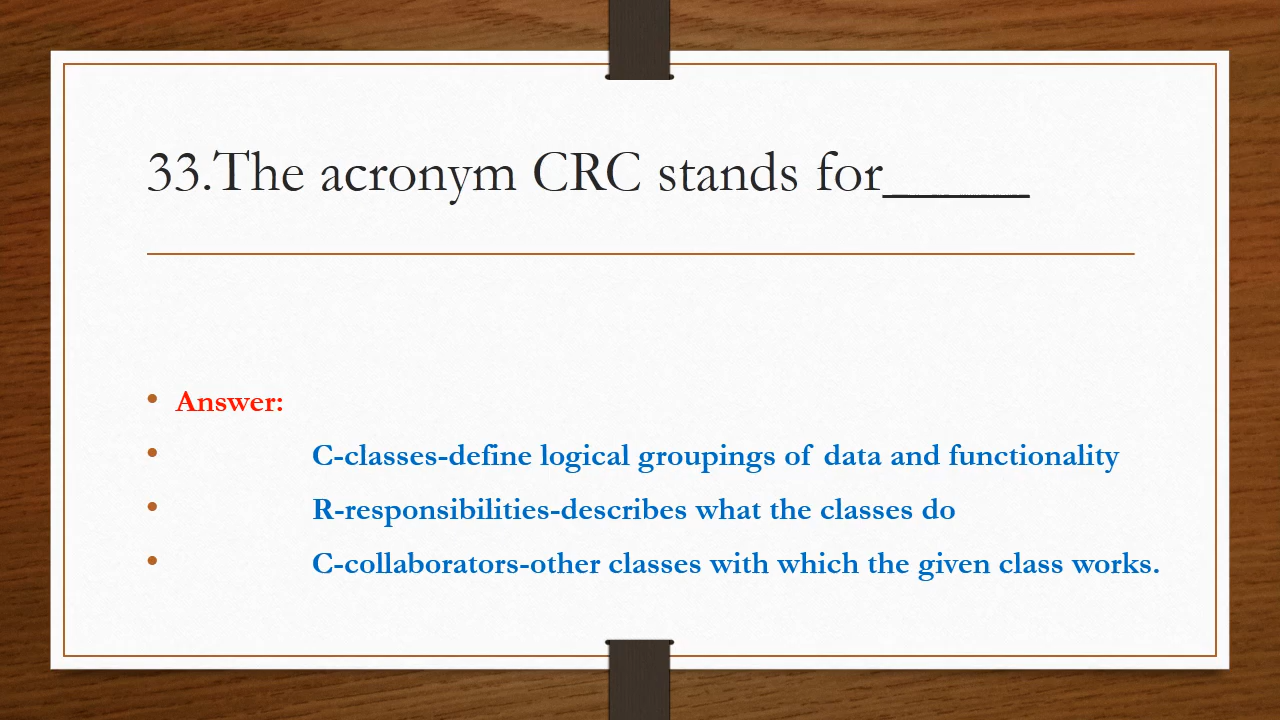 33.The acronym CRC stands for______
• Answer:
• C-classes-define logical groupings of data and functionality
• R-responsibilities-describes what the classes do
• C-collaborators-other classes with which the given class works.